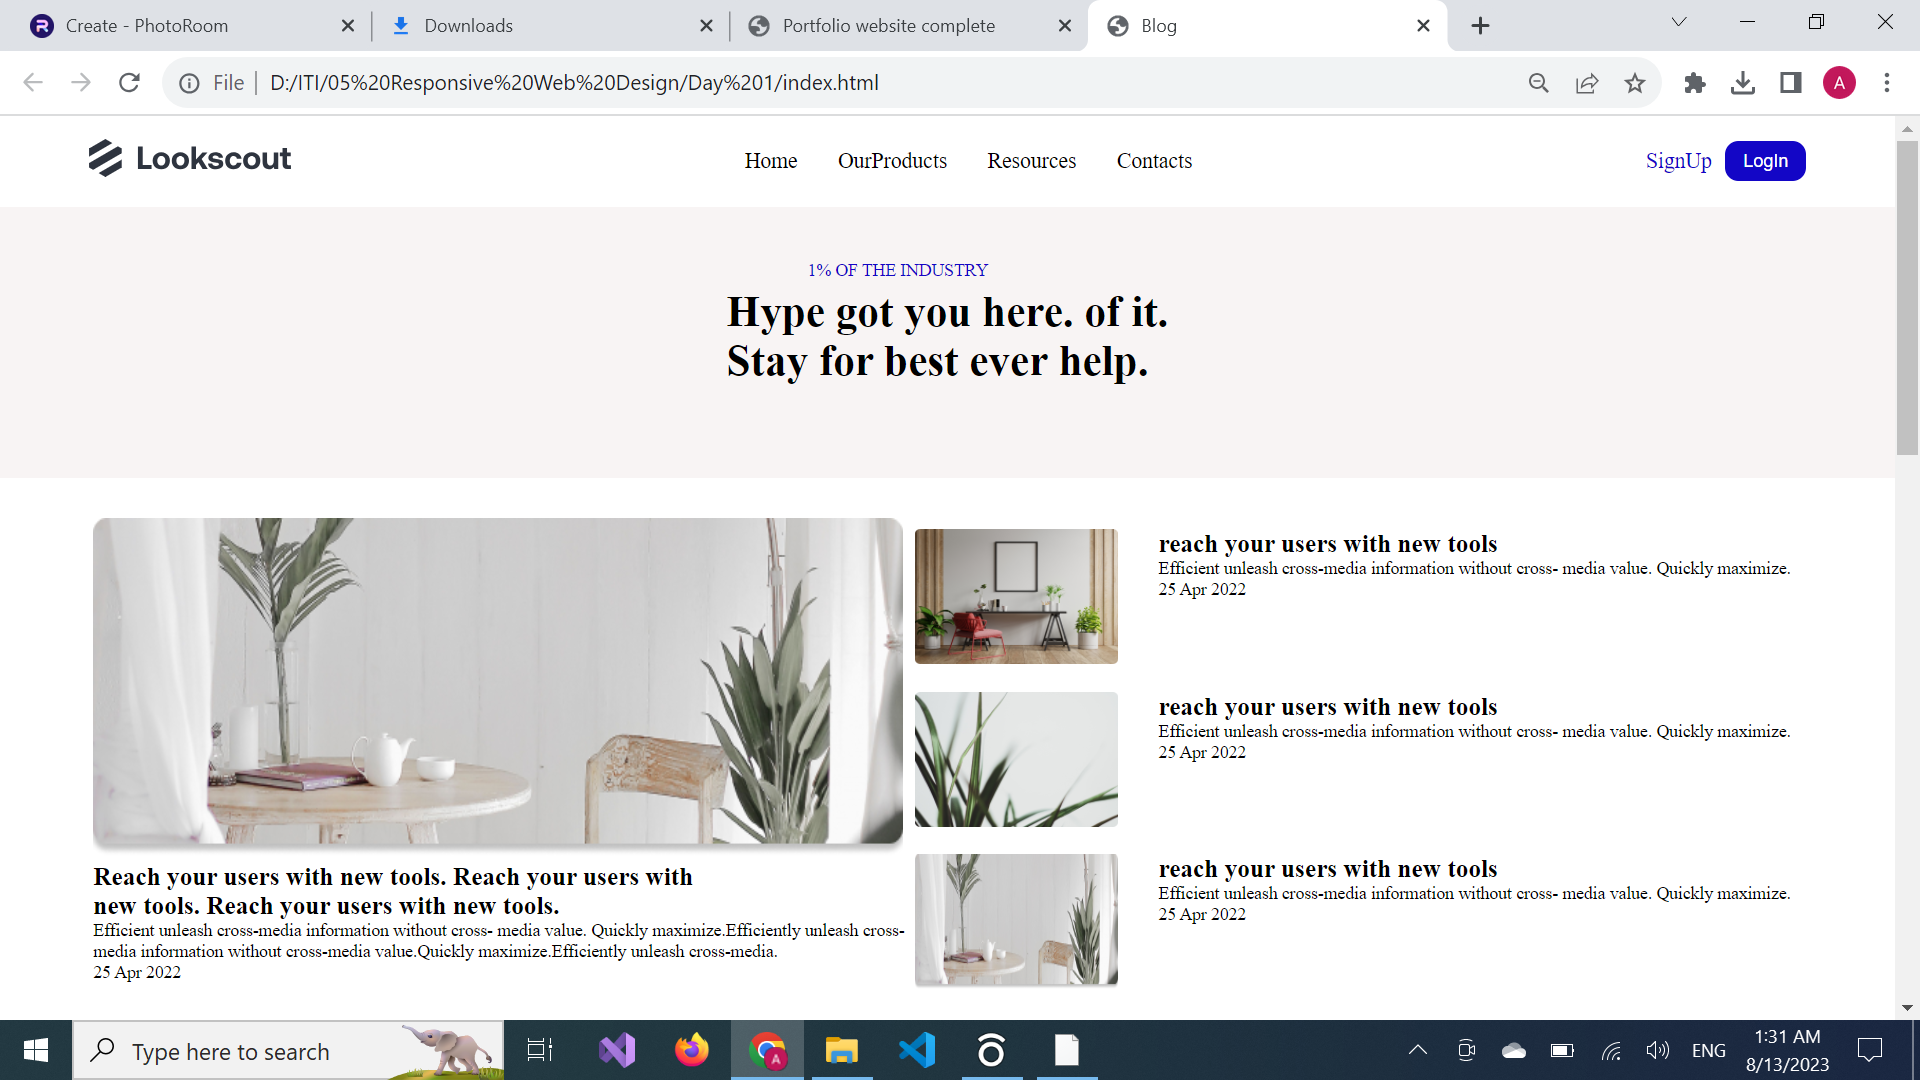 Create - PhotoRoom
Downloads
Portfolio website complete
Blog
File
D:/ITI/05%20Responsive%20Web%20Design/Day%201/index.html
A
Lookscout
Home OurProducts Resources Contacts
SignUp LogIn
1% OF THE INDUSTRY
Hype got you here. of it.
Stay for best ever help.
Reach your users with new tools. Reach your users with
new tools. Reach your users with new tools.
Efficient unleash cross-media information without cross- media value. Quickly maximize.Efficiently unleash cross-
media information without cross-media value.Quickly maximize.Efficiently unleash cross-media.
25 Apr 2022
reach your users with new tools
Efficient unleash cross-media information without cross- media value. Quickly maximize.
25 Apr 2022
reach your users with new tools
Efficient unleash cross-media information without cross- media value. Quickly maximize.
25 Apr 2022
reach your users with new tools
Efficient unleash cross-media information without cross- media value. Quickly maximize.
25 Apr 2022
Type here to search
A
ENG
1:31 AM
8/13/2023